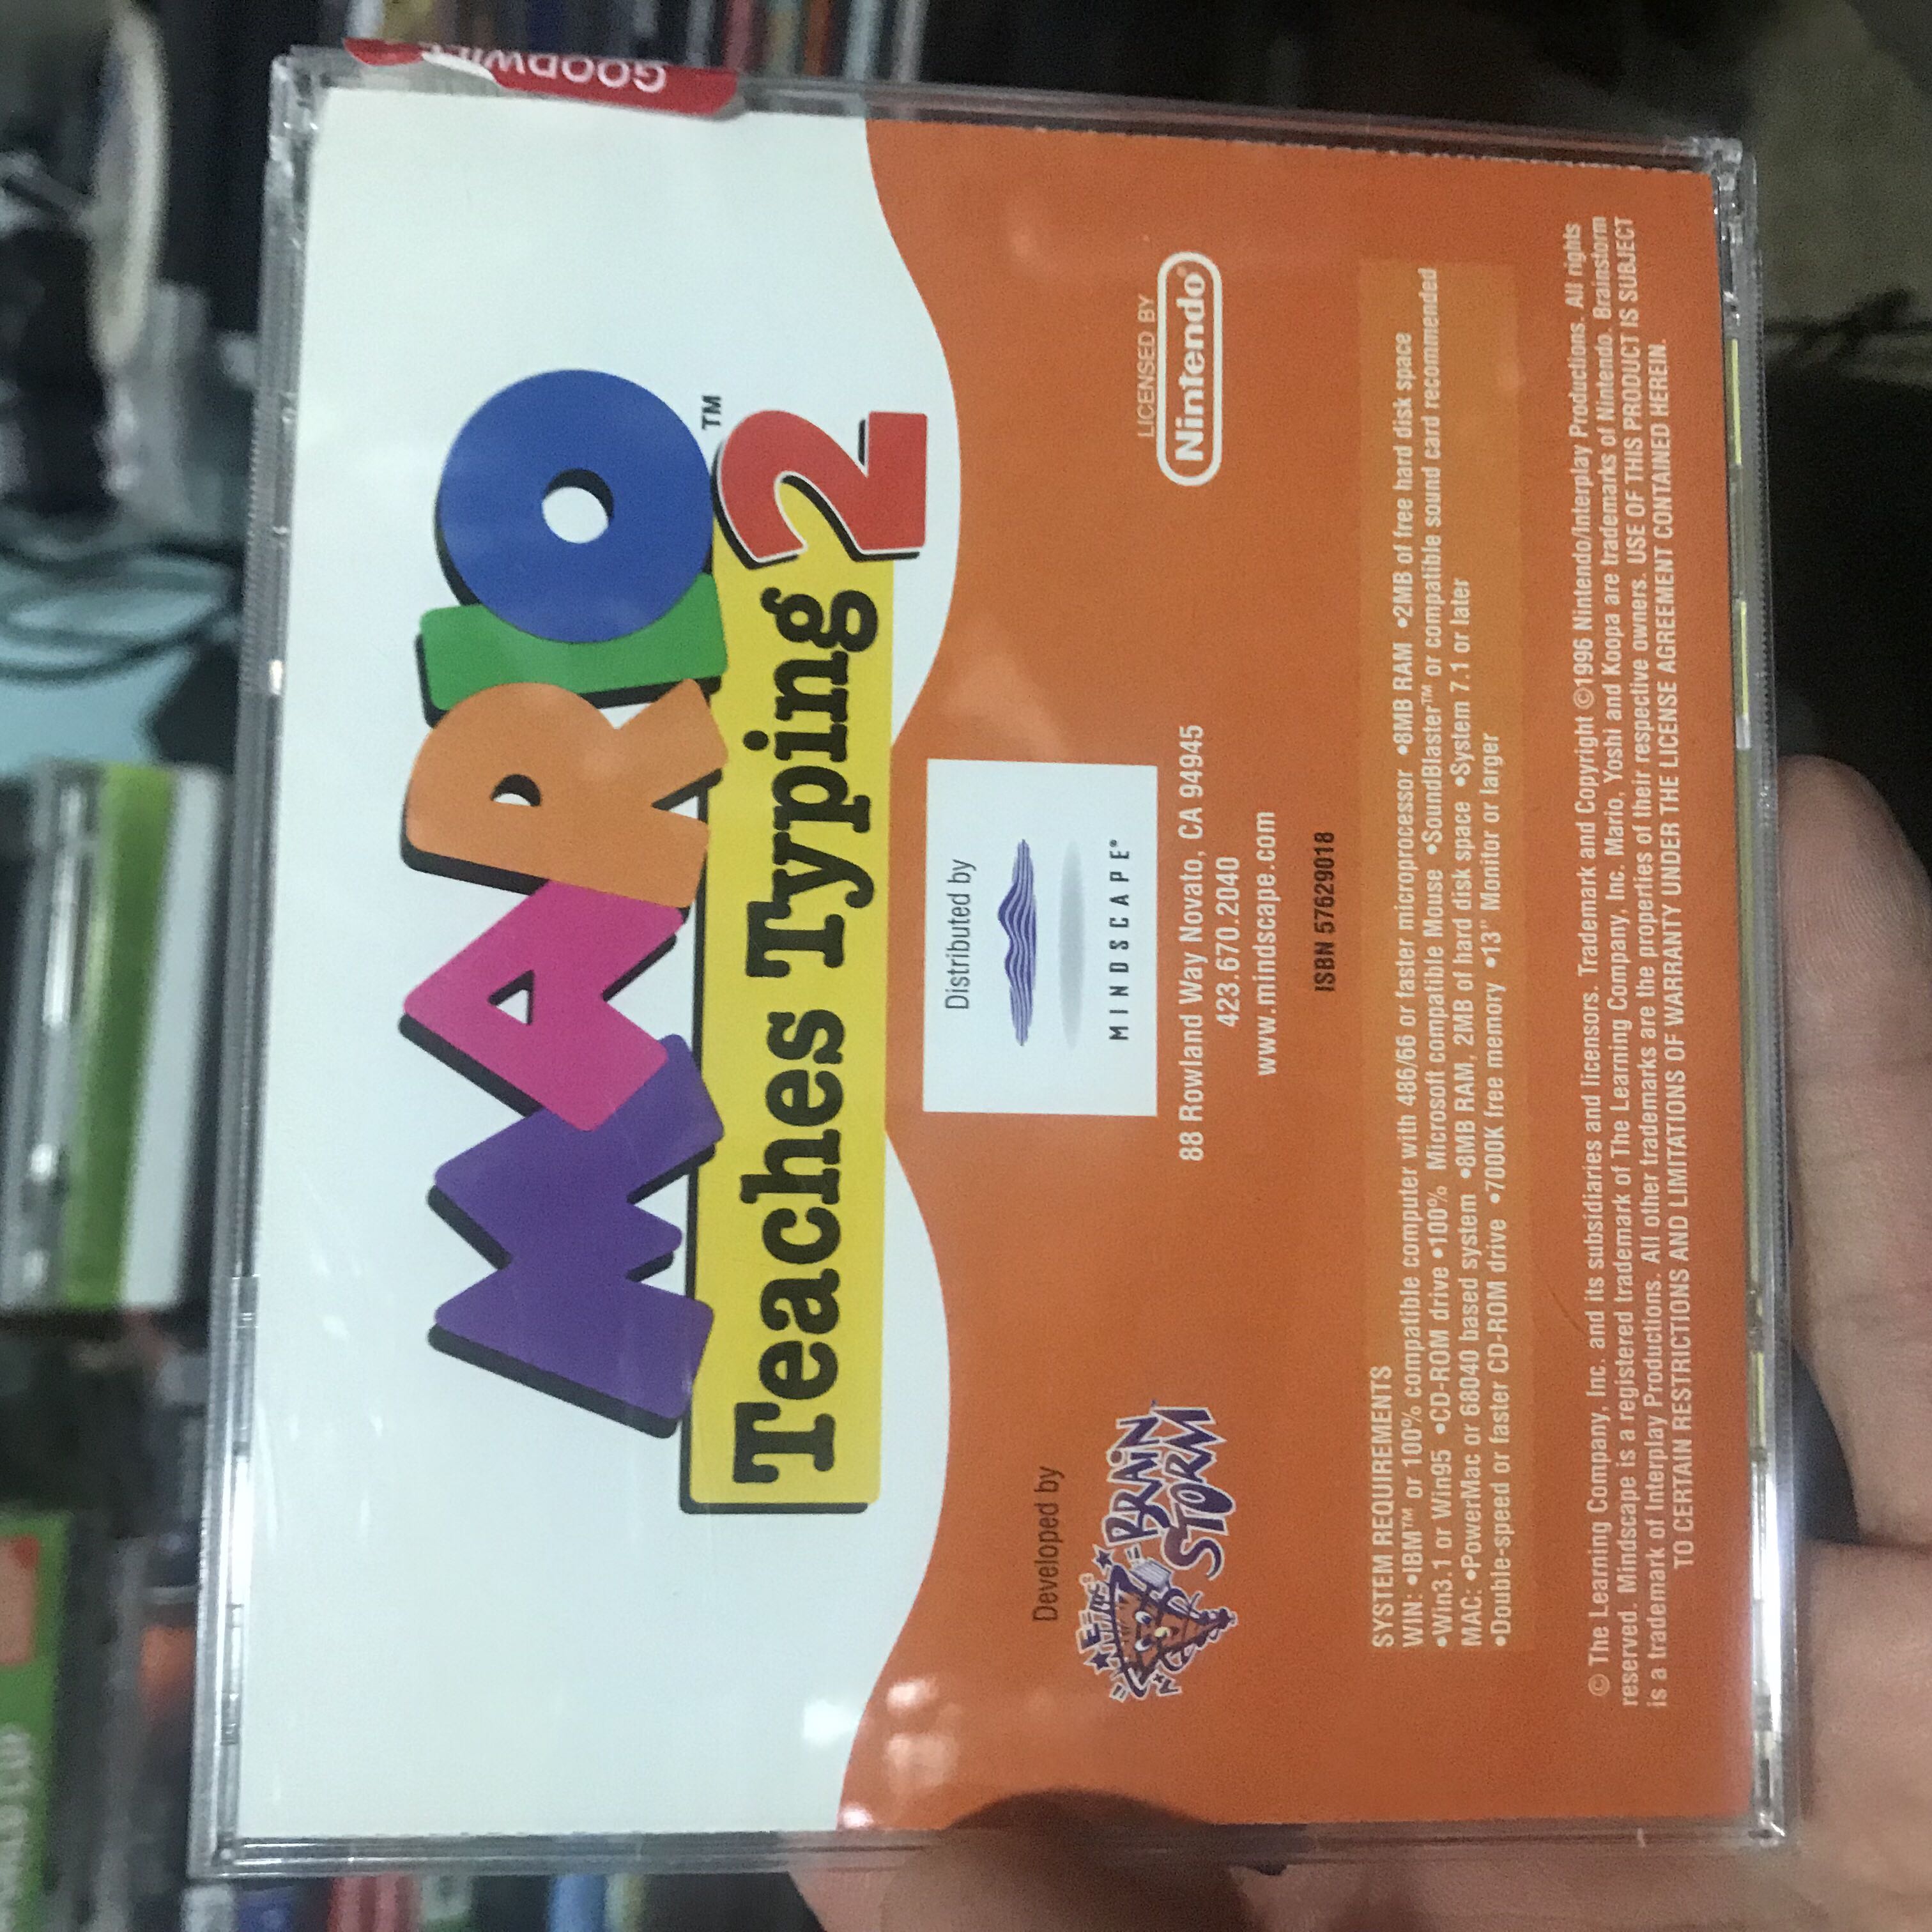 GOODWILL
MARIO™
Teaches Typing 2
Developed by
BRAIN
STORM
Distributed by
MINDSCAPE®
88 Rowland Way Novato, CA 94945
423.670.2040
www.mindscape.com
ISBN 57629018
LICENSED BY
Nintendo®
SYSTEM REQUIREMENTS
WIN: •IBM™ or 100% compatible computer with 486/66 or faster microprocessor •8MB RAM •2MB of free hard disk space
•Win3.1 or Win95 •CD-ROM drive •100% Microsoft compatible Mouse •SoundBlaster™ or compatible sound card recommended
MAC: •PowerMac or 68040 based system •8MB RAM, 2MB of hard disk space •System 7.1 or later
•Double-speed or faster CD-ROM drive •7000K free memory •13" Monitor or larger
© The Learning Company, Inc. and its subsidiaries and licensors. Trademark and Copyright ©1996 Nintendo/Interplay Productions. All rights
reserved. Mindscape is a registered trademark of The Learning Company, Inc. Mario, Yoshi and Koopa are trademarks of Nintendo. Brainstorm
is a trademark of Interplay Productions. All other trademarks are the properties of their respective owners. USE OF THIS PRODUCT IS SUBJECT
TO CERTAIN RESTRICTIONS AND LIMITATIONS OF WARRANTY UNDER THE LICENSE AGREEMENT CONTAINED HEREIN.